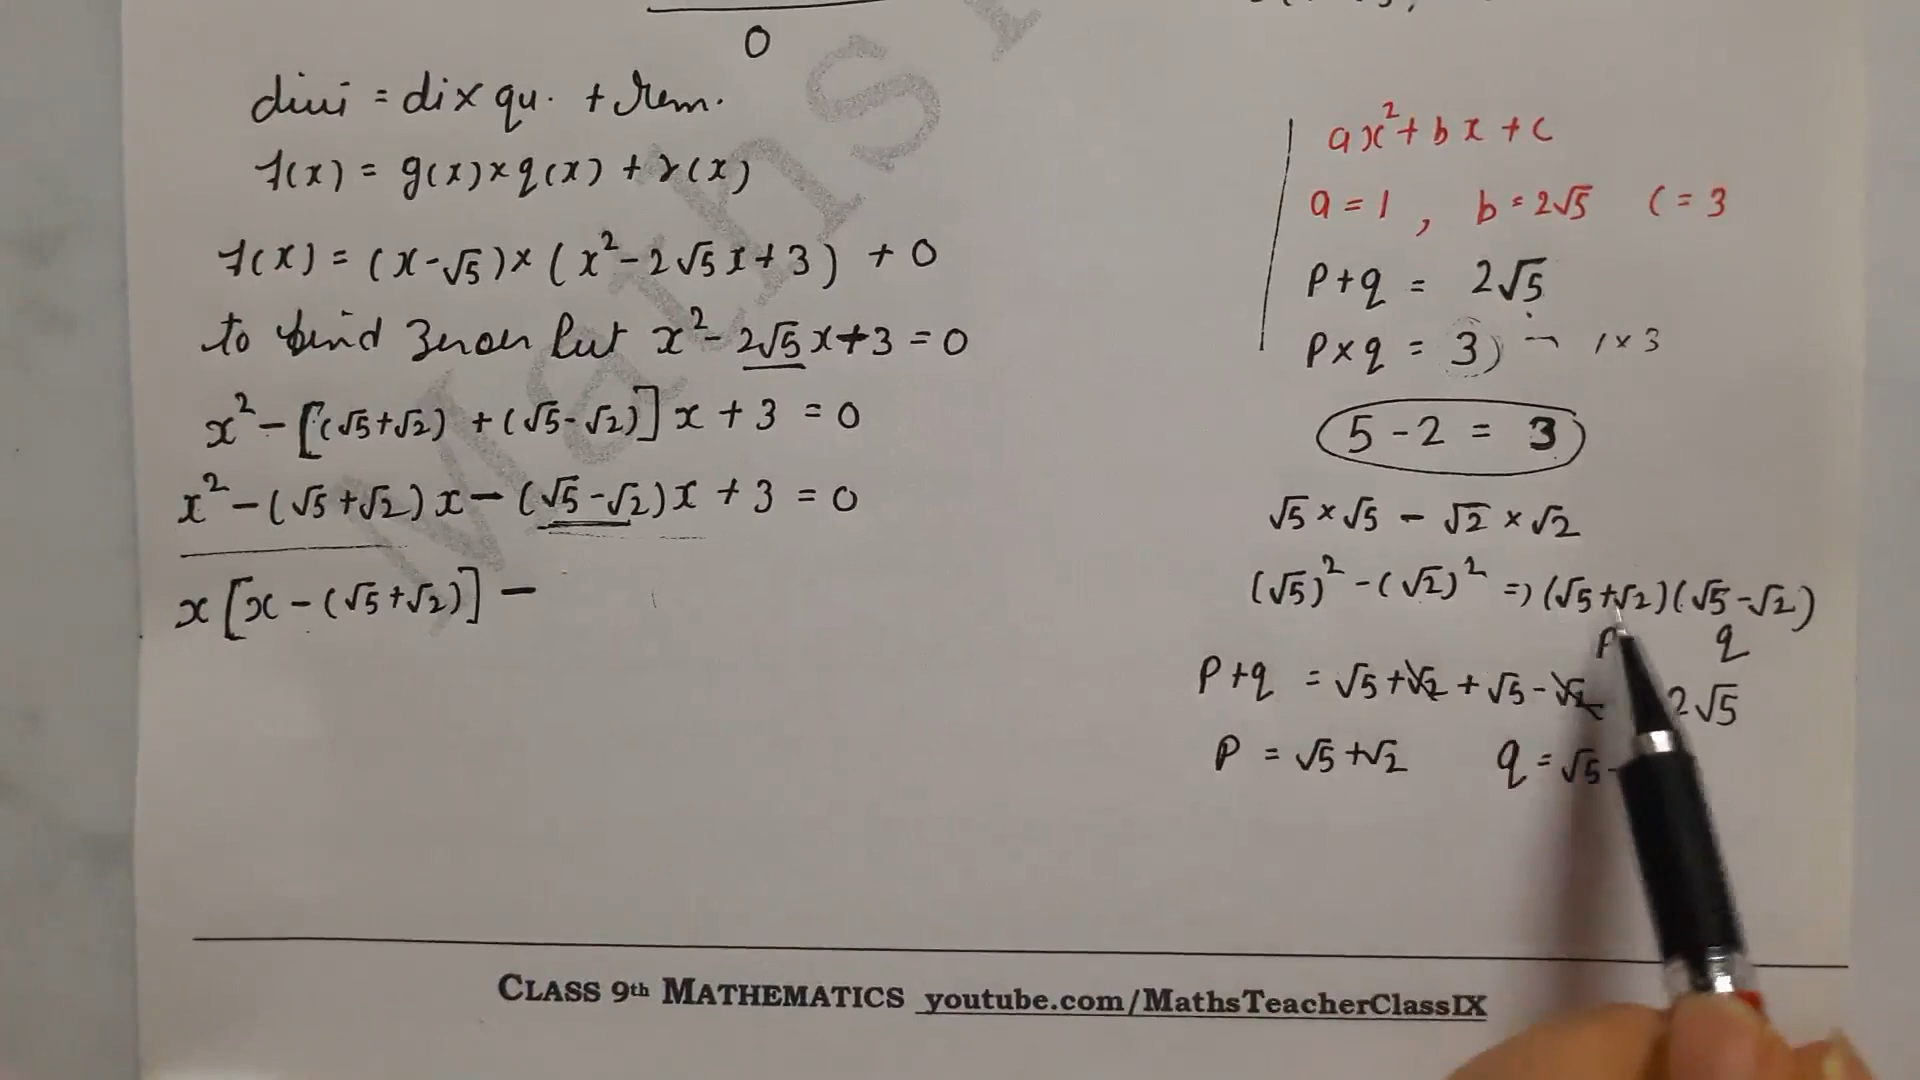 0
divi = di x qu. + rem.
f(x) = g(x) × q(x) + r(x)
f(x) = (x-√5) × (x² - 2√5x + 3) + 0
to find Zeroes Put x² - 2√5x + 3 = 0
x² - [(√5+√2) + (√5-√2)]x + 3 = 0
x² - (√5+√2)x - (√5-√2)x + 3 = 0
x[x - (√5+√2)] -
ax² + bx + c
a = 1 , b = 2√5 c = 3
p + q = 2√5
p × q = 3) → 1 × 3
5 - 2 = 3
√5 × √5 - √2 × √2
(√5)² - (√2)² => (√5+√2)(√5-√2)
p q
p + q = √5 + √2 + √5 - √2 2√5
p = √5 + √2 q = √5 -
Maths
CLASS 9th MATHEMATICS youtube.com/MathsTeacherClassIX